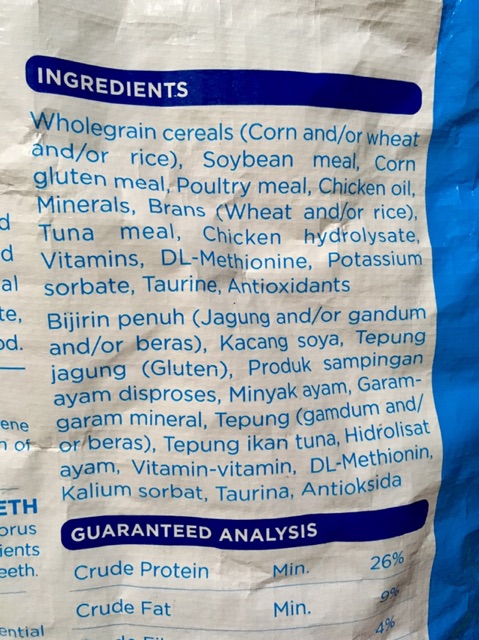 INGREDIENTS
Wholegrain cereals (Corn and/or wheat
and/or rice), Soybean meal, Corn
gluten meal, Poultry meal, Chicken oil,
Minerals, Brans (Wheat and/or rice),
Tuna meal, Chicken hydrolysate,
Vitamins, DL-Methionine, Potassium
sorbate, Taurine, Antioxidants
Bijirin penuh (Jagung and/or gandum
and/or beras), Kacang soya, Tepung
jagung (Gluten), Produk sampingan
ayam disproses, Minyak ayam, Garam-
garam mineral, Tepung (gamdum and/
or beras), Tepung ikan tuna, Hidrolisat
ayam, Vitamin-vitamin, DL-Methionin,
Kalium sorbat, Taurina, Antioksida
GUARANTEED ANALYSIS
Crude Protein Min. 26%
Crude Fat Min. 9%
4%